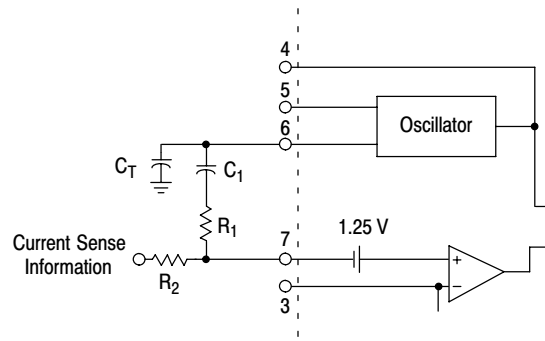 4
5
6
Oscillator
C_T
C_1
R_1
7
1.25 V
Current Sense
Information
R_2
3
+
−